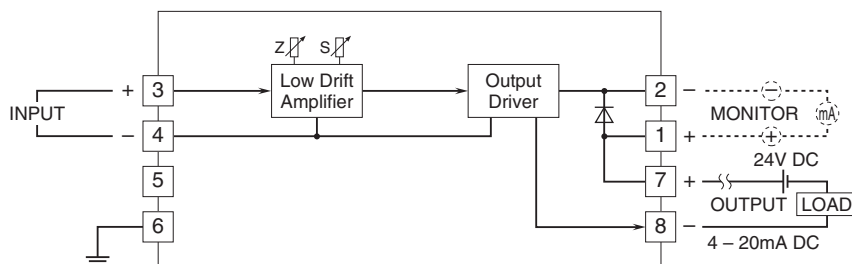 Z S
INPUT
+ 3
Low Drift
Amplifier
Output
Driver
2 −
−
MONITOR
mA
− 4
1 +
+
5
24V DC
7 +
OUTPUT
LOAD
6
8 −
4 – 20mA DC